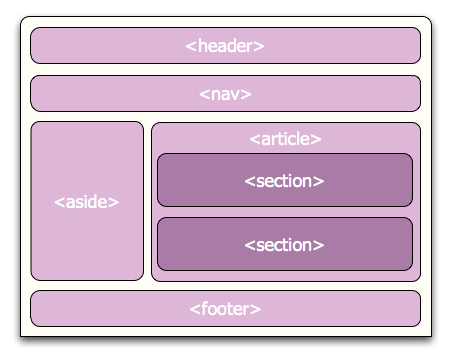 <header>
<nav>
<aside>
<article>
<section>
<section>
<footer>